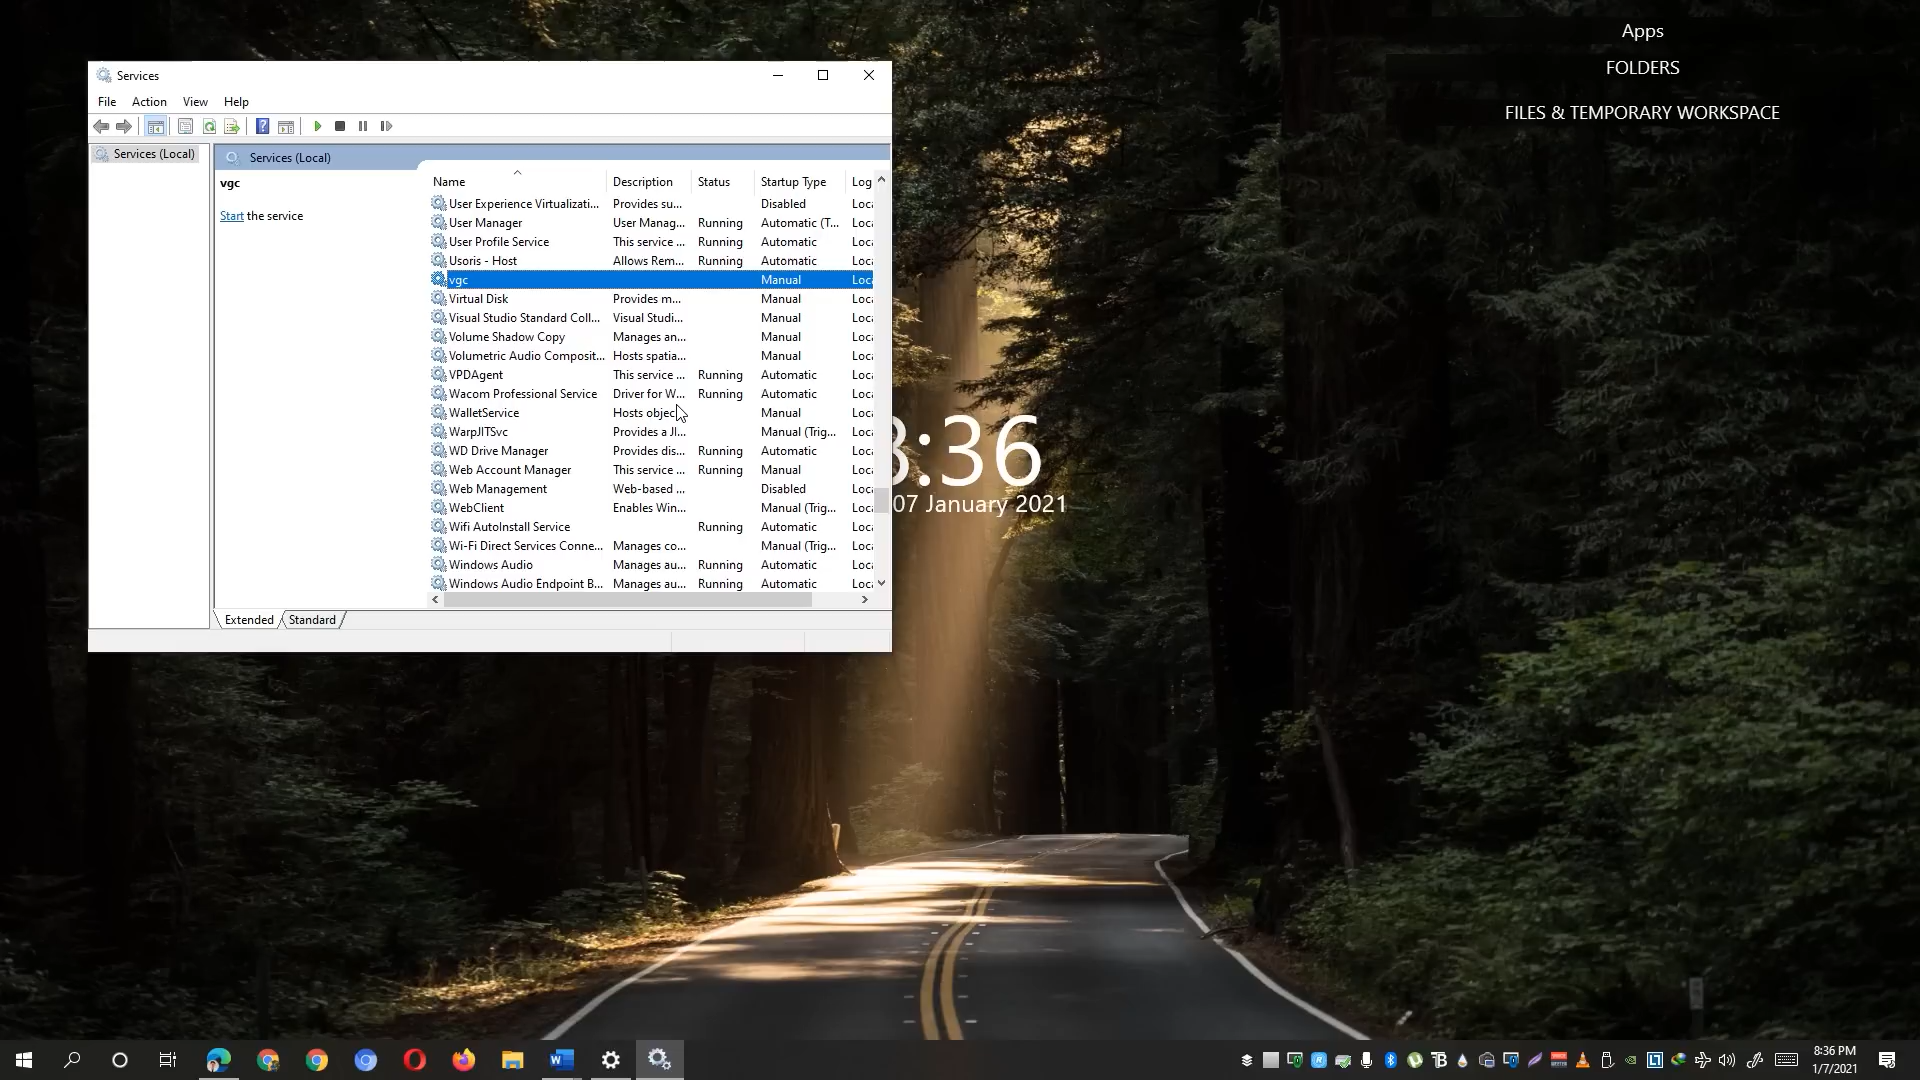 Apps
FOLDERS
FILES & TEMPORARY WORKSPACE
Services
File Action View Help
Services (Local)
Services (Local)
vgc
Start the service
Name Description Status Startup Type Log
User Experience Virtualizati... Provides su... Disabled Loca
User Manager User Manag... Running Automatic (T... Loca
User Profile Service This service ... Running Automatic Loca
Usoris - Host Allows Rem... Running Automatic Loca
vgc Manual Loca
Virtual Disk Provides m... Manual Loca
Visual Studio Standard Coll... Visual Studi... Manual Loca
Volume Shadow Copy Manages an... Manual Loca
Volumetric Audio Composit... Hosts spatia... Manual Loca
VPDAgent This service ... Running Automatic Loca
Wacom Professional Service Driver for W... Running Automatic Loca
WalletService Hosts objec Manual Loca
WarpJITSvc Provides a JI... Manual (Trig... Loca
WD Drive Manager Provides dis... Running Automatic Loca
Web Account Manager This service ... Running Manual Loca
Web Management Web-based ... Disabled Loca
WebClient Enables Win... Manual (Trig... Loca
Wifi AutoInstall Service Running Automatic Loca
Wi-Fi Direct Services Conne... Manages co... Manual (Trig... Loca
Windows Audio Manages au... Running Automatic Loca
Windows Audio Endpoint B... Manages au... Running Automatic Loca
Extended Standard
8:36
07 January 2021
8:36 PM
1/7/2021